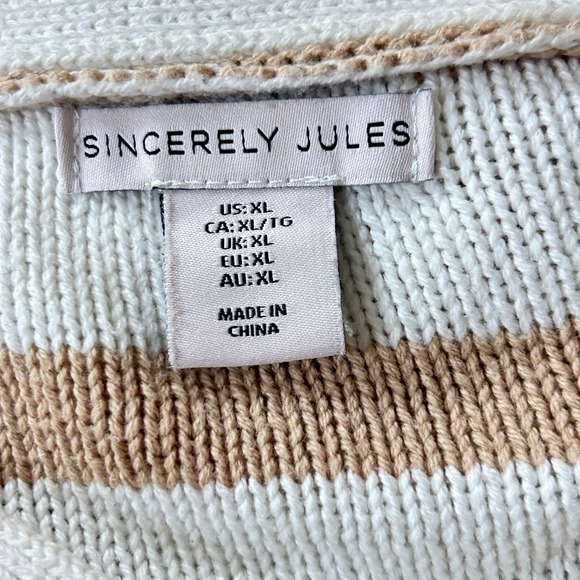 SINCERELY JULES
US: XL
CA: XL/TG
UK: XL
EU: XL
AU: XL
MADE IN
CHINA